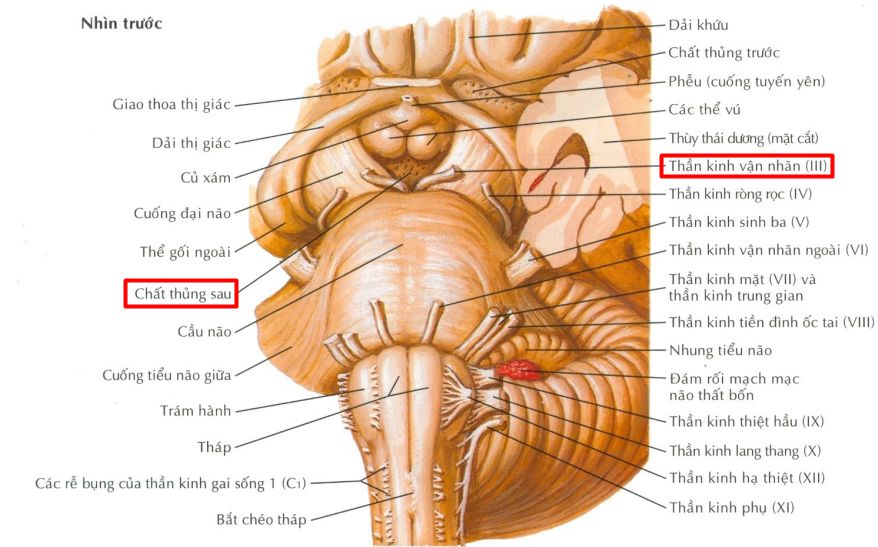 Nhìn trước
Giao thoa thị giác
Dải thị giác
Củ xám
Cuống đại não
Thể gối ngoài
Chất thủng sau
Cầu não
Cuống tiểu não giữa
Trám hành
Tháp
Các rễ bụng của thần kinh gai sống 1 (C₁)
Bắt chéo tháp
Dải khứu
Chất thủng trước
Phễu (cuống tuyến yên)
Các thể vú
Thùy thái dương (mặt cắt)
Thần kinh vận nhãn (III)
Thần kinh ròng rọc (IV)
Thần kinh sinh ba (V)
Thần kinh vận nhãn ngoài (VI)
Thần kinh mặt (VII) và
thần kinh trung gian
Thần kinh tiền đình ốc tai (VIII)
Nhung tiểu não
Đám rối mạch mạc
não thất bốn
Thần kinh thiệt hầu (IX)
Thần kinh lang thang (X)
Thần kinh hạ thiệt (XII)
Thần kinh phụ (XI)